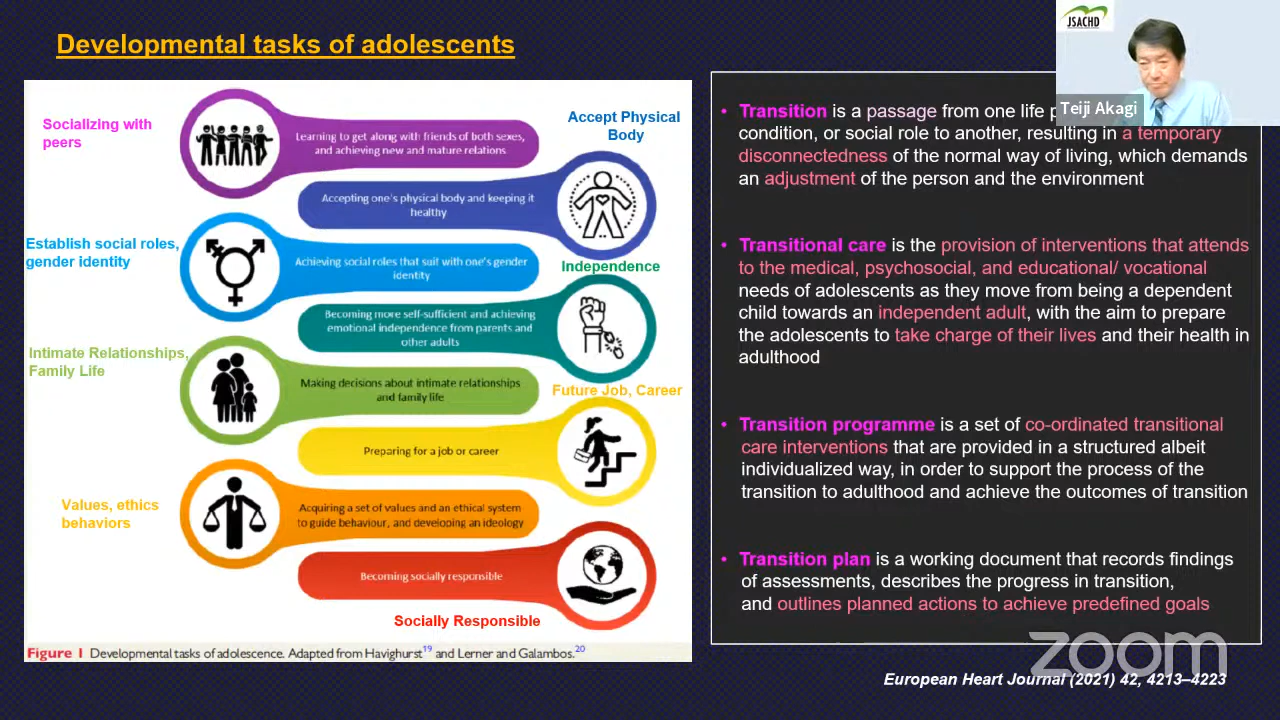 Developmental tasks of adolescents
JSACHD
Teiji Akagi
Socializing with
peers
Learning to get along with friends of both sexes,
and achieving new and mature relations
Accept Physical
Body
Accepting one's physical body and keeping it
healthy
Establish social roles,
gender identity
Achieving social roles that suit with one's gender
identity
Independence
Becoming more self-sufficient and achieving
emotional independence from parents and
other adults
Intimate Relationships,
Family Life
Making decisions about intimate relationships
and family life
Future Job, Career
Preparing for a job or career
Values, ethics
behaviors
Acquiring a set of values and an ethical system
to guide behaviour, and developing an ideology
Becoming socially responsible
Socially Responsible
Figure 1 Developmental tasks of adolescence. Adapted from Havighurst19 and Lerner and Galambos.20
• Transition is a passage from one life
condition, or social role to another, resulting in a temporary
disconnectedness of the normal way of living, which demands
an adjustment of the person and the environment
• Transitional care is the provision of interventions that attends
to the medical, psychosocial, and educational/ vocational
needs of adolescents as they move from being a dependent
child towards an independent adult, with the aim to prepare
the adolescents to take charge of their lives and their health in
adulthood
• Transition programme is a set of co-ordinated transitional
care interventions that are provided in a structured albeit
individualized way, in order to support the process of the
transition to adulthood and achieve the outcomes of transition
• Transition plan is a working document that records findings
of assessments, describes the progress in transition,
and outlines planned actions to achieve predefined goals
zoom
European Heart Journal (2021) 42, 4213–4223